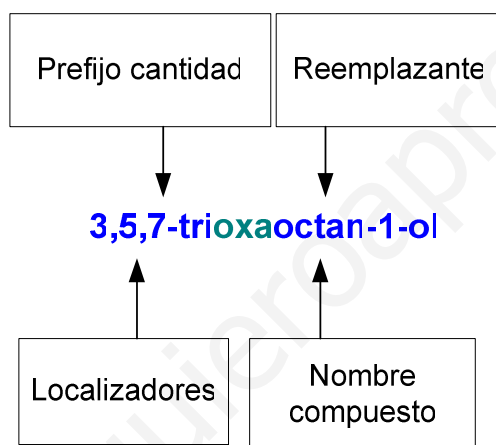 Prefijo cantidad
Reemplazante
3,5,7-trioxaoctan-1-ol
Localizadores
Nombre
compuesto